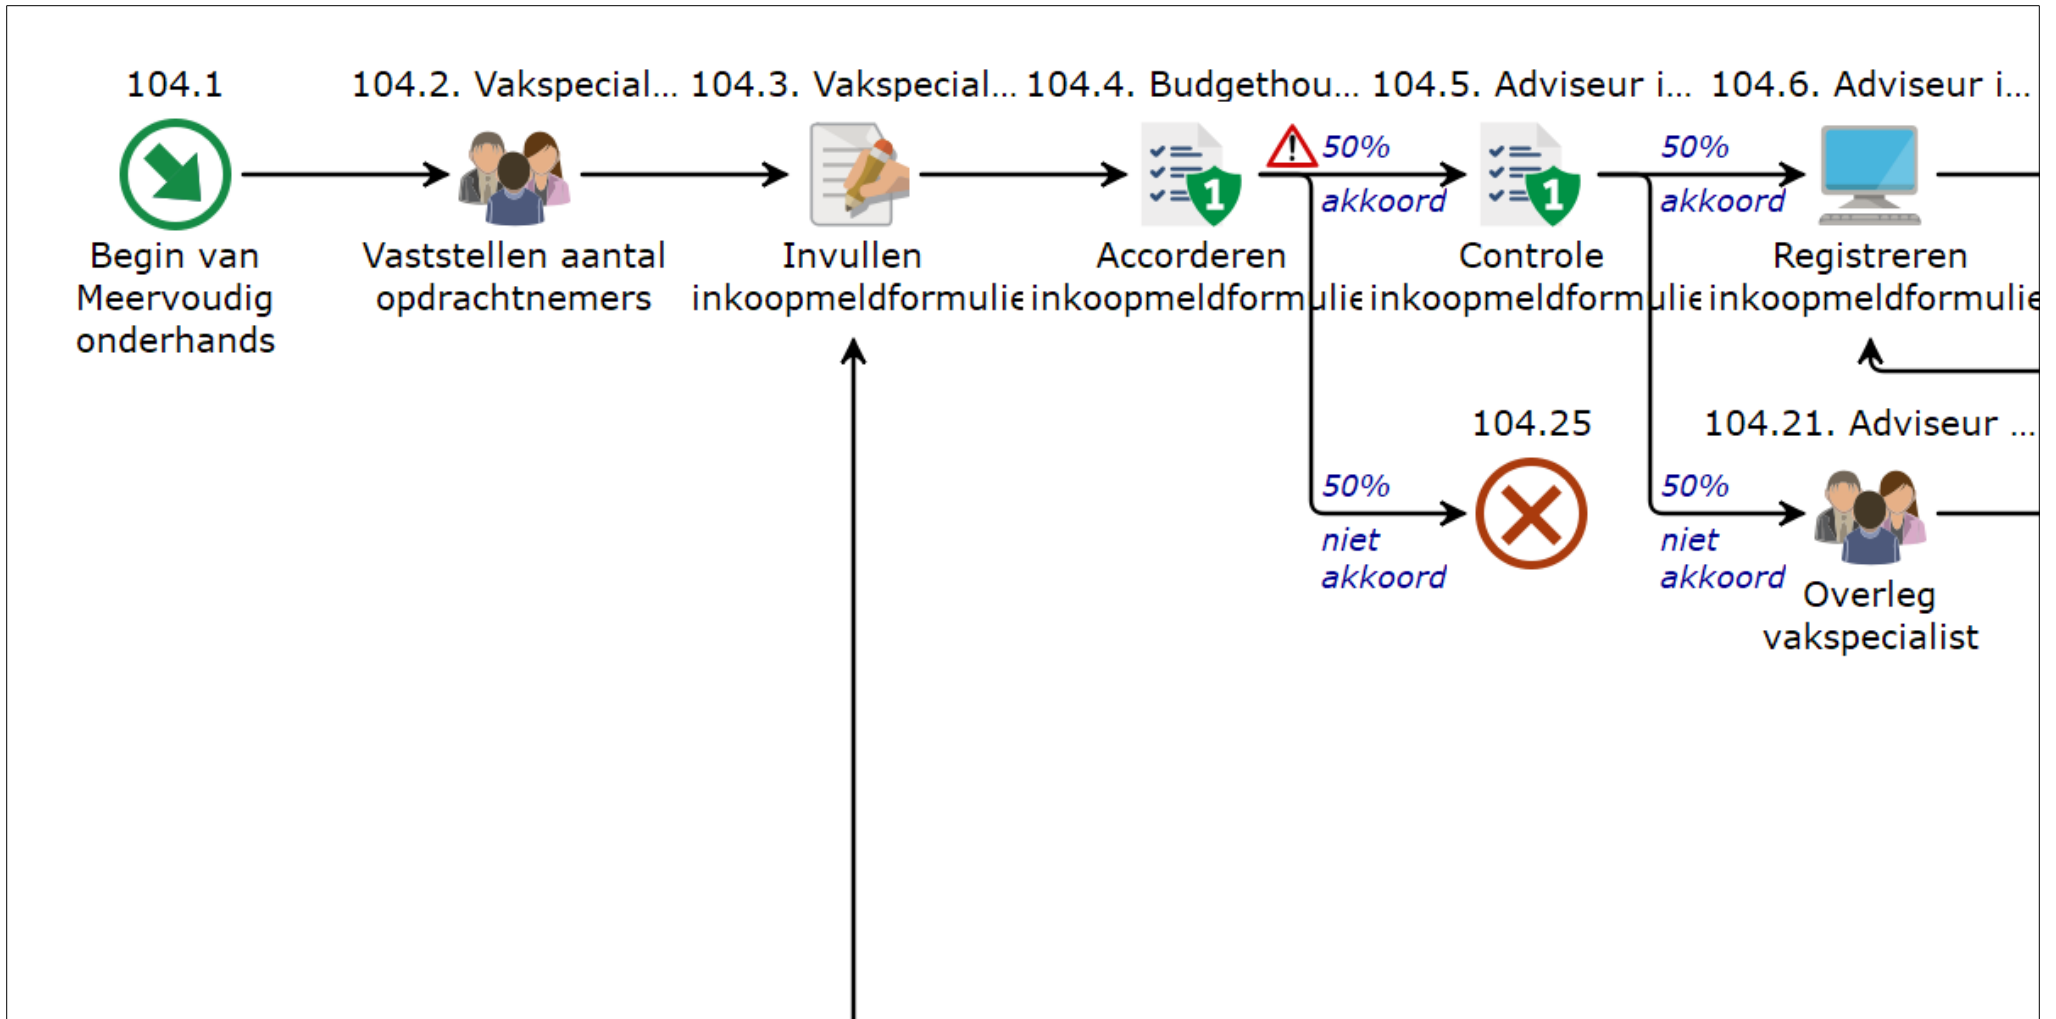 104.1
104.2. Vakspecial...
104.3. Vakspecial...
104.4. Budgethou...
104.5. Adviseur i...
104.6. Adviseur i...
50%
akkoord
50%
akkoord
1
1
Begin van
Meervoudig
onderhands
Vaststellen aantal
opdrachtnemers
Invullen
inkoopmeldformulie
Accorderen
inkoopmeldformulie
Controle
inkoopmeldformulie
Registreren
inkoopmeldformulie
104.25
104.21. Adviseur ...
50%
niet
akkoord
50%
niet
akkoord
Overleg
vakspecialist